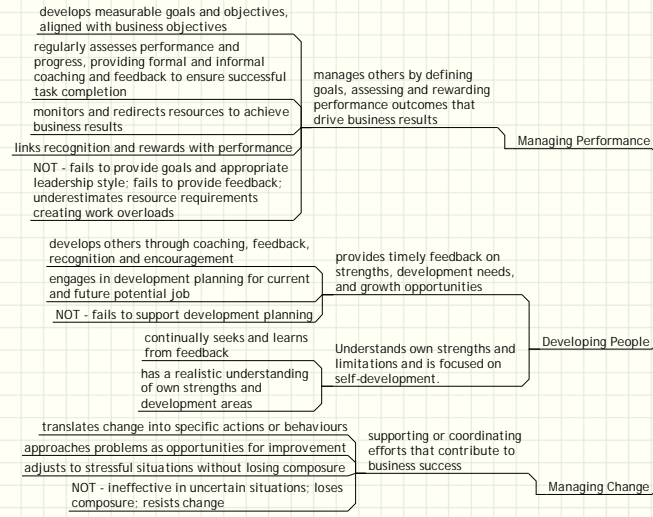 develops measurable goals and objectives,
aligned with business objectives
regularly assesses performance and
progress, providing formal and informal
coaching and feedback to ensure successful
task completion
monitors and redirects resources to achieve
business results
links recognition and rewards with performance
NOT - fails to provide goals and appropriate
leadership style; fails to provide feedback;
underestimates resource requirements
creating work overloads
manages others by defining
goals, assessing and rewarding
performance outcomes that
drive business results
Managing Performance
develops others through coaching, feedback,
recognition and encouragement
engages in development planning for current
and future potential job
NOT - fails to support development planning
provides timely feedback on
strengths, development needs,
and growth opportunities
continually seeks and learns
from feedback
has a realistic understanding
of own strengths and
development areas
Understands own strengths and
limitations and is focused on
self-development.
Developing People
translates change into specific actions or behaviours
approaches problems as opportunities for improvement
adjusts to stressful situations without losing composure
NOT - ineffective in uncertain situations; loses
composure; resists change
supporting or coordinating
efforts that contribute to
business success
Managing Change